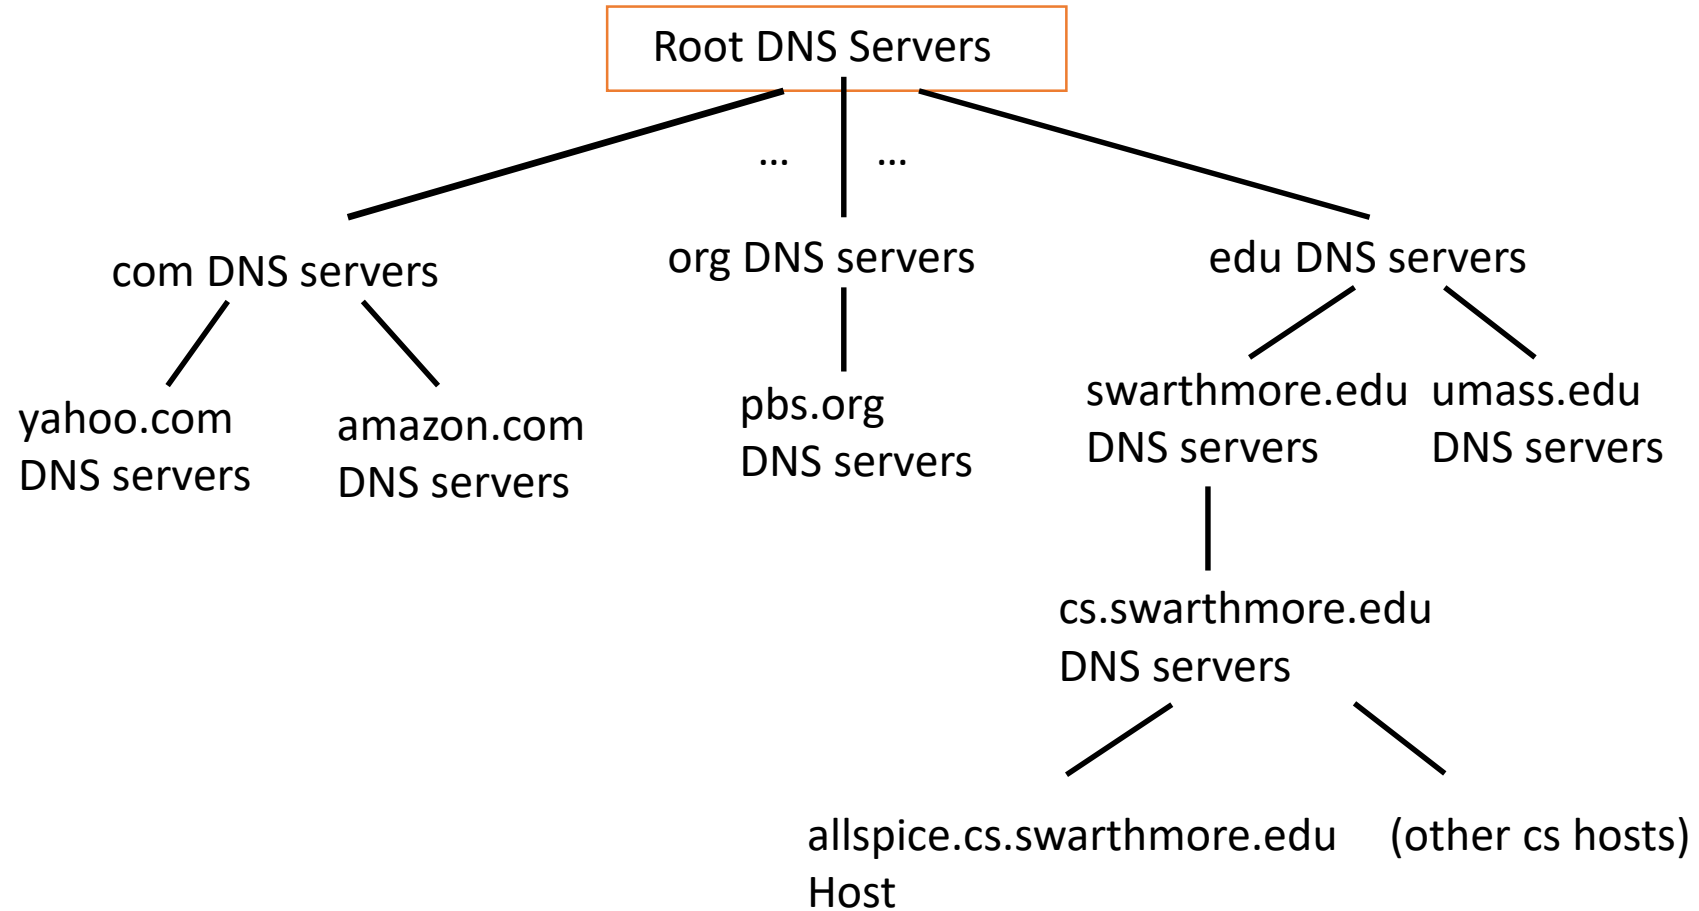 Root DNS Servers
... ...
com DNS servers
org DNS servers
edu DNS servers
yahoo.com
DNS servers
amazon.com
DNS servers
pbs.org
DNS servers
swarthmore.edu
DNS servers
umass.edu
DNS servers
cs.swarthmore.edu
DNS servers
allspice.cs.swarthmore.edu
Host
(other cs hosts)